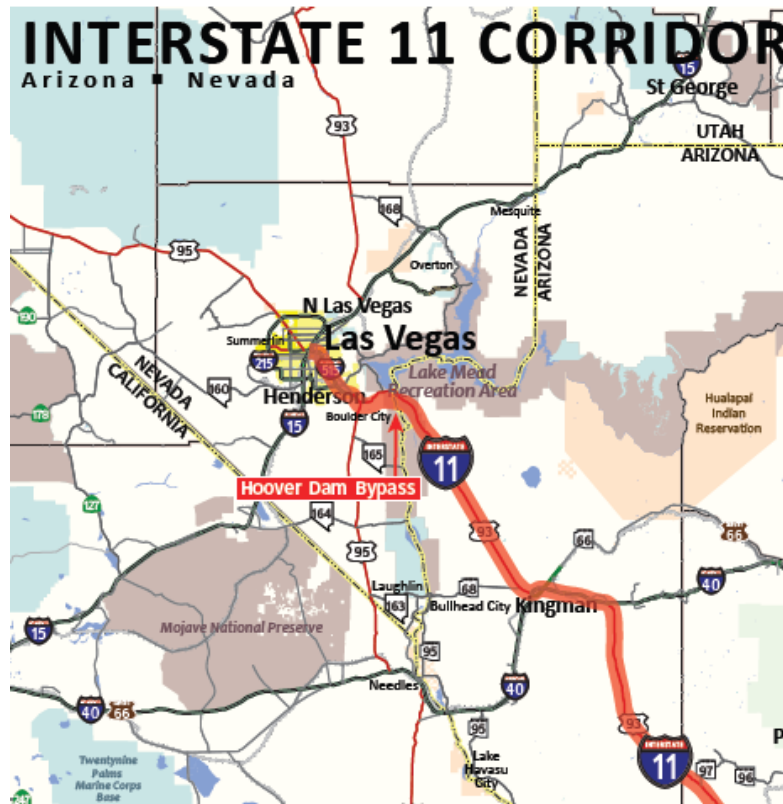 INTERSTATE 11 CORRIDOR
Arizona ▪ Nevada
15
St George
93
UTAH
ARIZONA
168
Mesquite
95
Overton
NEVADA
ARIZONA
N Las Vegas
190
Summerlin
Las Vegas
215
515
NEVADA
CALIFORNIA
160
Henderson
Lake Mead
Recreation Area
Hualapai
Indian
Reservation
178
15
Boulder City
165
INTERSTATE
11
Hoover Dam Bypass
127
164
93
95
66
66
40
Laughlin
68
163
Bullhead City
Kingman
15
Mojave National Preserve
95
Needles
40
40
66
95
93
Lake
Havasu
City
INTERSTATE
11
P
Twentynine
Palms
Marine Corps
Base
97
96
247